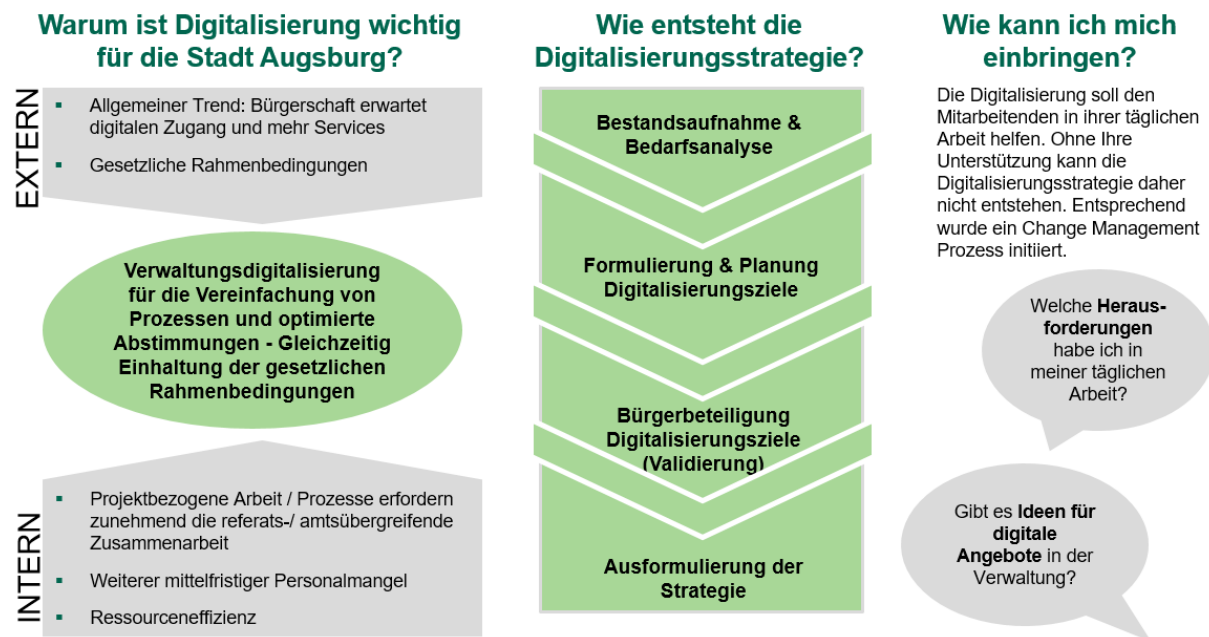 Warum ist Digitalisierung wichtig
für die Stadt Augsburg?
EXTERN
▪ Allgemeiner Trend: Bürgerschaft erwartet
digitalen Zugang und mehr Services
▪ Gesetzliche Rahmenbedingungen
Verwaltungsdigitalisierung
für die Vereinfachung von
Prozessen und optimierte
Abstimmungen - Gleichzeitig
Einhaltung der gesetzlichen
Rahmenbedingungen
INTERN
▪ Projektbezogene Arbeit / Prozesse erfordern
zunehmend die referats-/ amtsübergreifende
Zusammenarbeit
▪ Weiterer mittelfristiger Personalmangel
▪ Ressourceneffizienz
Wie entsteht die
Digitalisierungsstrategie?
Bestandsaufnahme &
Bedarfsanalyse
Formulierung & Planung
Digitalisierungsziele
Bürgerbeteiligung
Digitalisierungsziele
(Validierung)
Ausformulierung der
Strategie
Wie kann ich mich
einbringen?
Die Digitalisierung soll den
Mitarbeitenden in ihrer täglichen
Arbeit helfen. Ohne Ihre
Unterstützung kann die
Digitalisierungsstrategie daher
nicht entstehen. Entsprechend
wurde ein Change Management
Prozess initiiert.
Welche Heraus-
forderungen
habe ich in
meiner täglichen
Arbeit?
Gibt es Ideen für
digitale
Angebote in der
Verwaltung?